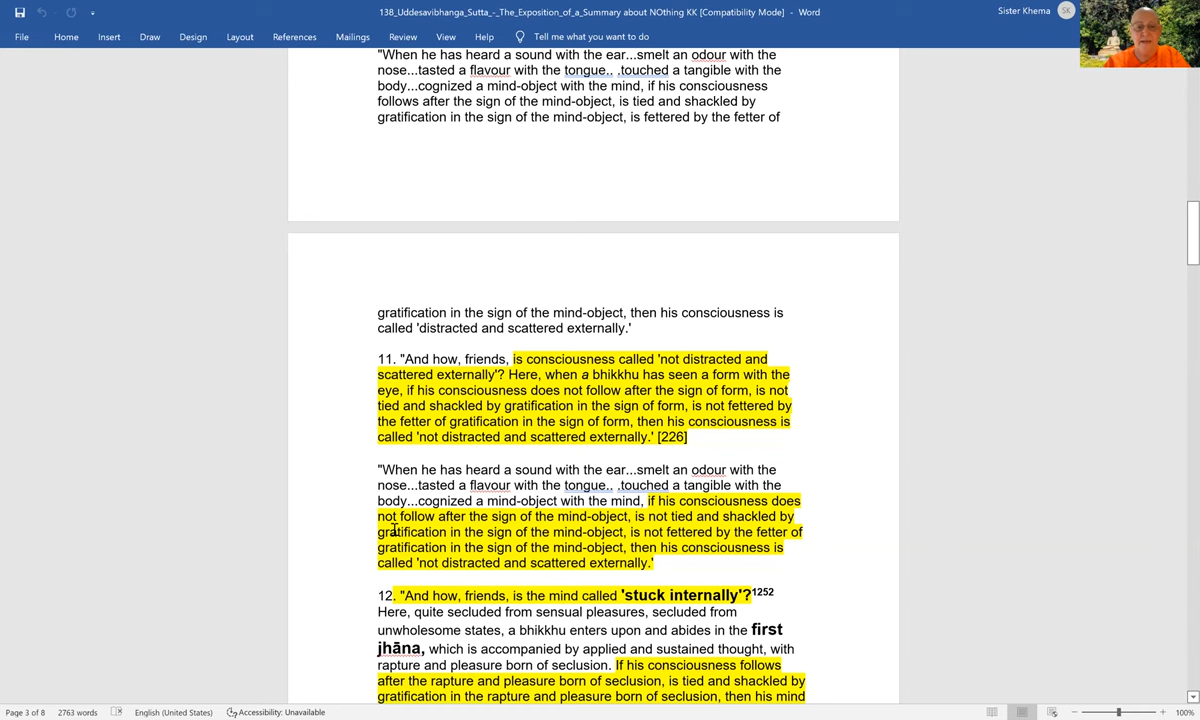 138_Uddesavibhanga_Sutta_-_The_Exposition_of_a_Summary about NOthing KK [Compatibility Mode] - Word
Sister Khema
SK
File Home Insert Draw Design Layout References Mailings Review View Help Tell me what you want to do
"When he has heard a sound with the ear...smelt an odour with the
nose...tasted a flavour with the tongue.. .touched a tangible with the
body...cognized a mind-object with the mind, if his consciousness
follows after the sign of the mind-object, is tied and shackled by
gratification in the sign of the mind-object, is fettered by the fetter of
gratification in the sign of the mind-object, then his consciousness is
called 'distracted and scattered externally.'
11. "And how, friends, is consciousness called 'not distracted and
scattered externally'? Here, when a bhikkhu has seen a form with the
eye, if his consciousness does not follow after the sign of form, is not
tied and shackled by gratification in the sign of form, is not fettered by
the fetter of gratification in the sign of form, then his consciousness is
called 'not distracted and scattered externally.' [226]
"When he has heard a sound with the ear...smelt an odour with the
nose...tasted a flavour with the tongue.. .touched a tangible with the
body...cognized a mind-object with the mind, if his consciousness does
not follow after the sign of the mind-object, is not tied and shackled by
gratification in the sign of the mind-object, is not fettered by the fetter of
gratification in the sign of the mind-object, then his consciousness is
called 'not distracted and scattered externally.'
12. "And how, friends, is the mind called 'stuck internally'?1252
Here, quite secluded from sensual pleasures, secluded from
unwholesome states, a bhikkhu enters upon and abides in the first
jhāna, which is accompanied by applied and sustained thought, with
rapture and pleasure born of seclusion. If his consciousness follows
after the rapture and pleasure born of seclusion, is tied and shackled by
gratification in the rapture and pleasure born of seclusion, then his mind
Page 3 of 8 2763 words English (United States) Accessibility: Unavailable 100%